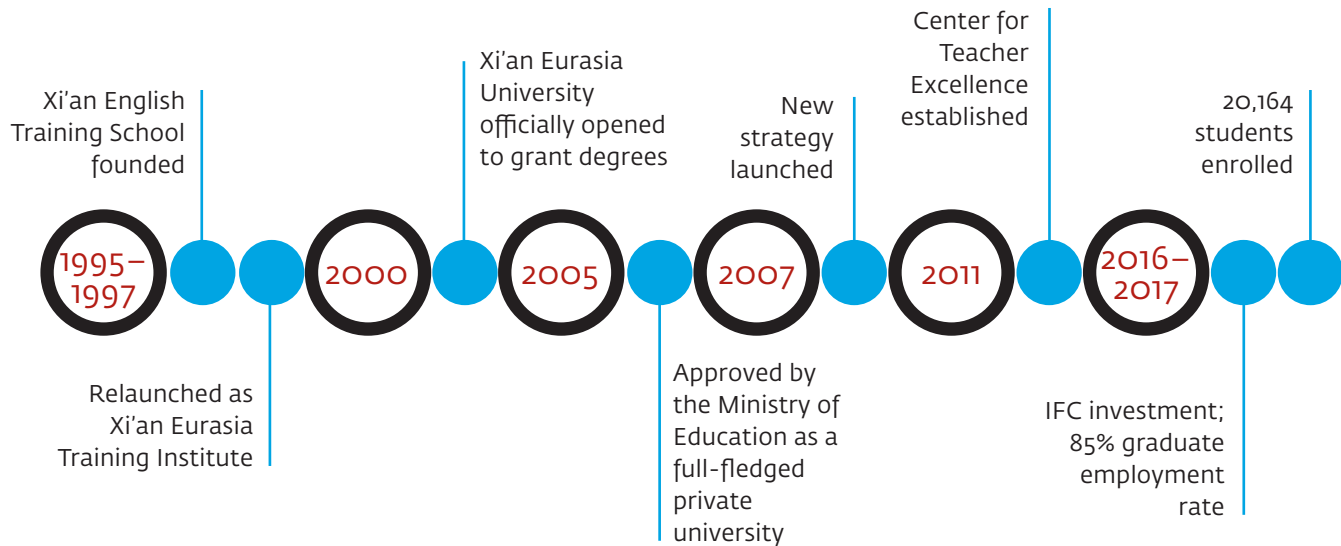 Xi’an English
Training School
founded
Xi’an Eurasia
University
officially opened
to grant degrees
New
strategy
launched
Center for
Teacher
Excellence
established
20,164
students
enrolled
1995–
1997
2000
2005
2007
2011
2016–
2017
Relaunched as
Xi’an Eurasia
Training Institute
Approved by
the Ministry of
Education as a
full-fledged
private
university
IFC investment;
85% graduate
employment
rate